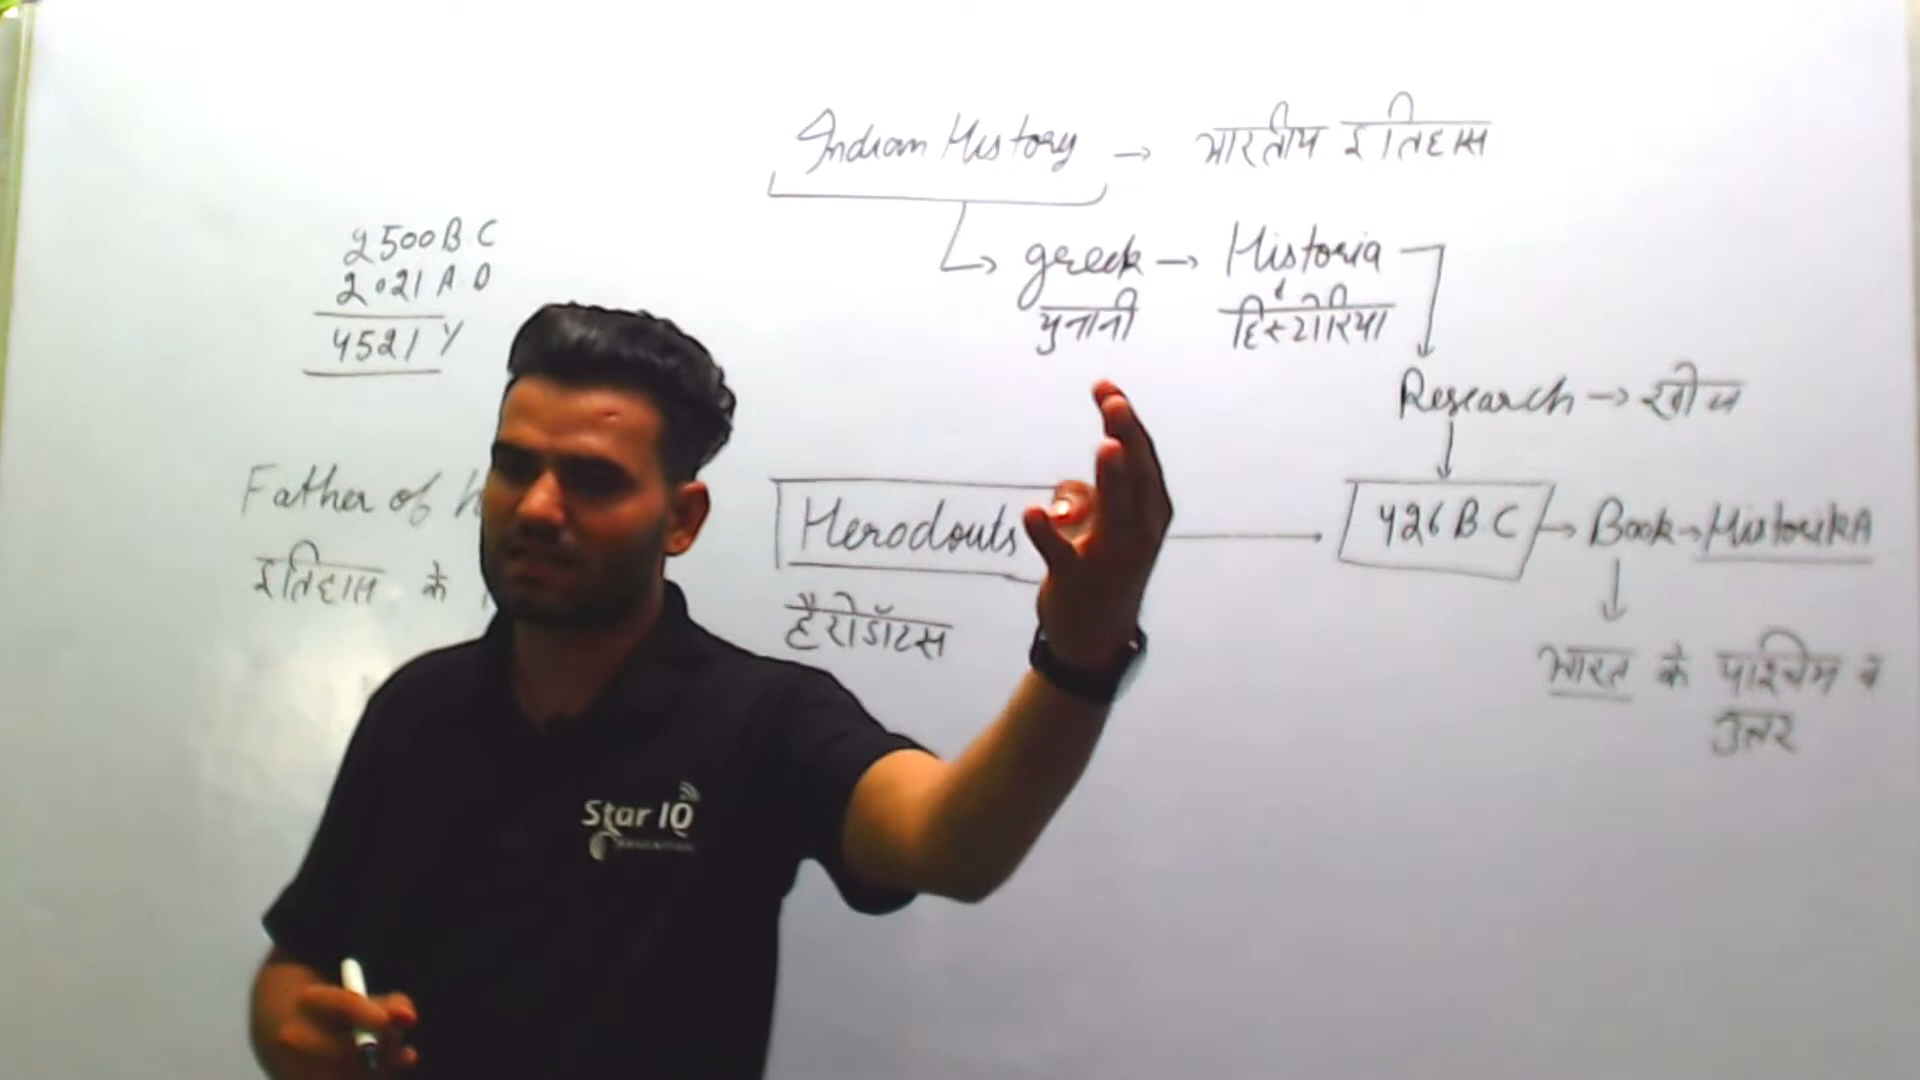 Indian History → भारतीय इतिहास
2500 B C
2021 A D
4521 Y
greek → Historia
युनानी हिस्टोरिया
Research → खोज
Father of
Herodouts
426 B C → Book → HistorikA
इतिहास के
हैरोडॉटस
भारत के पश्चिम व
उत्तर
Star IQ